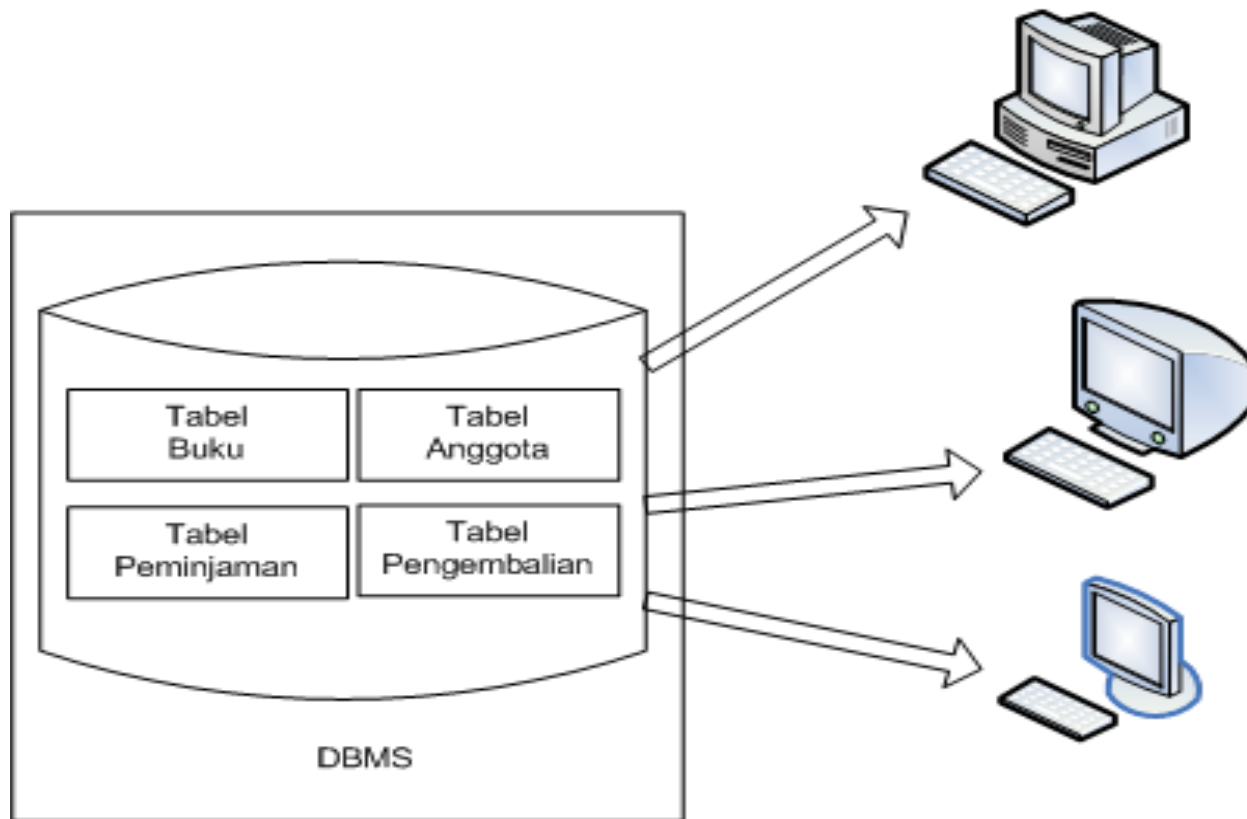 Tabel
Buku
Tabel
Anggota
Tabel
Peminjaman
Tabel
Pengembalian
DBMS